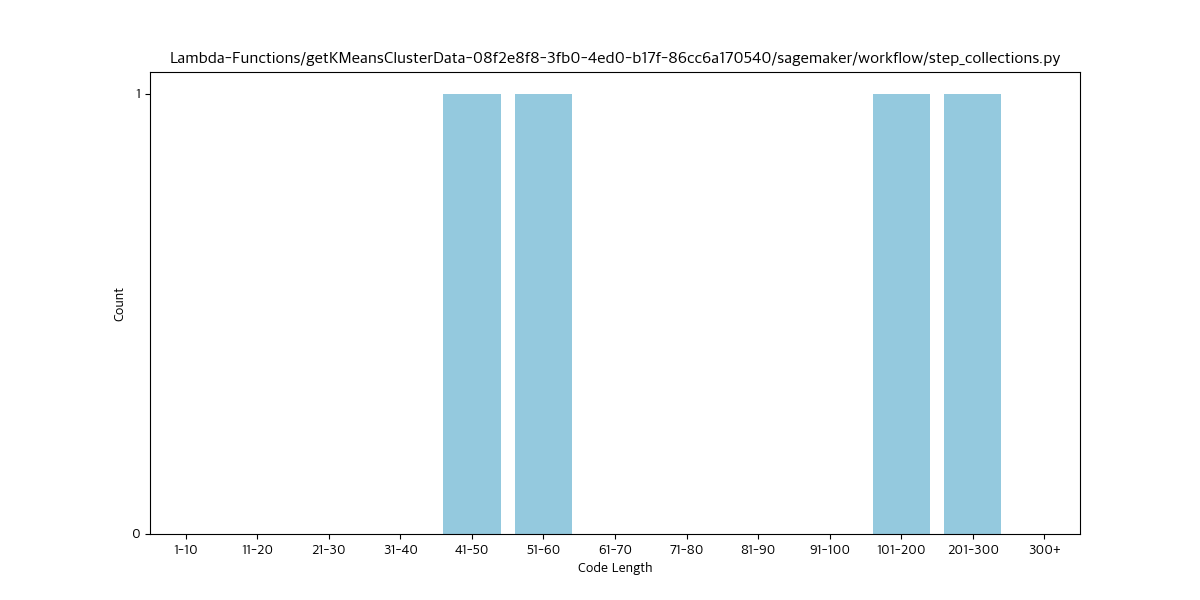 Lambda-Functions/getKMeansClusterData-08f2e8f8-3fb0-4ed0-b17f-86cc6a170540/sagemaker/workflow/step_collections.py
1
Count
0
1-10 11-20 21-30 31-40 41-50 51-60 61-70 71-80 81-90 91-100 101-200 201-300 300+
Code Length